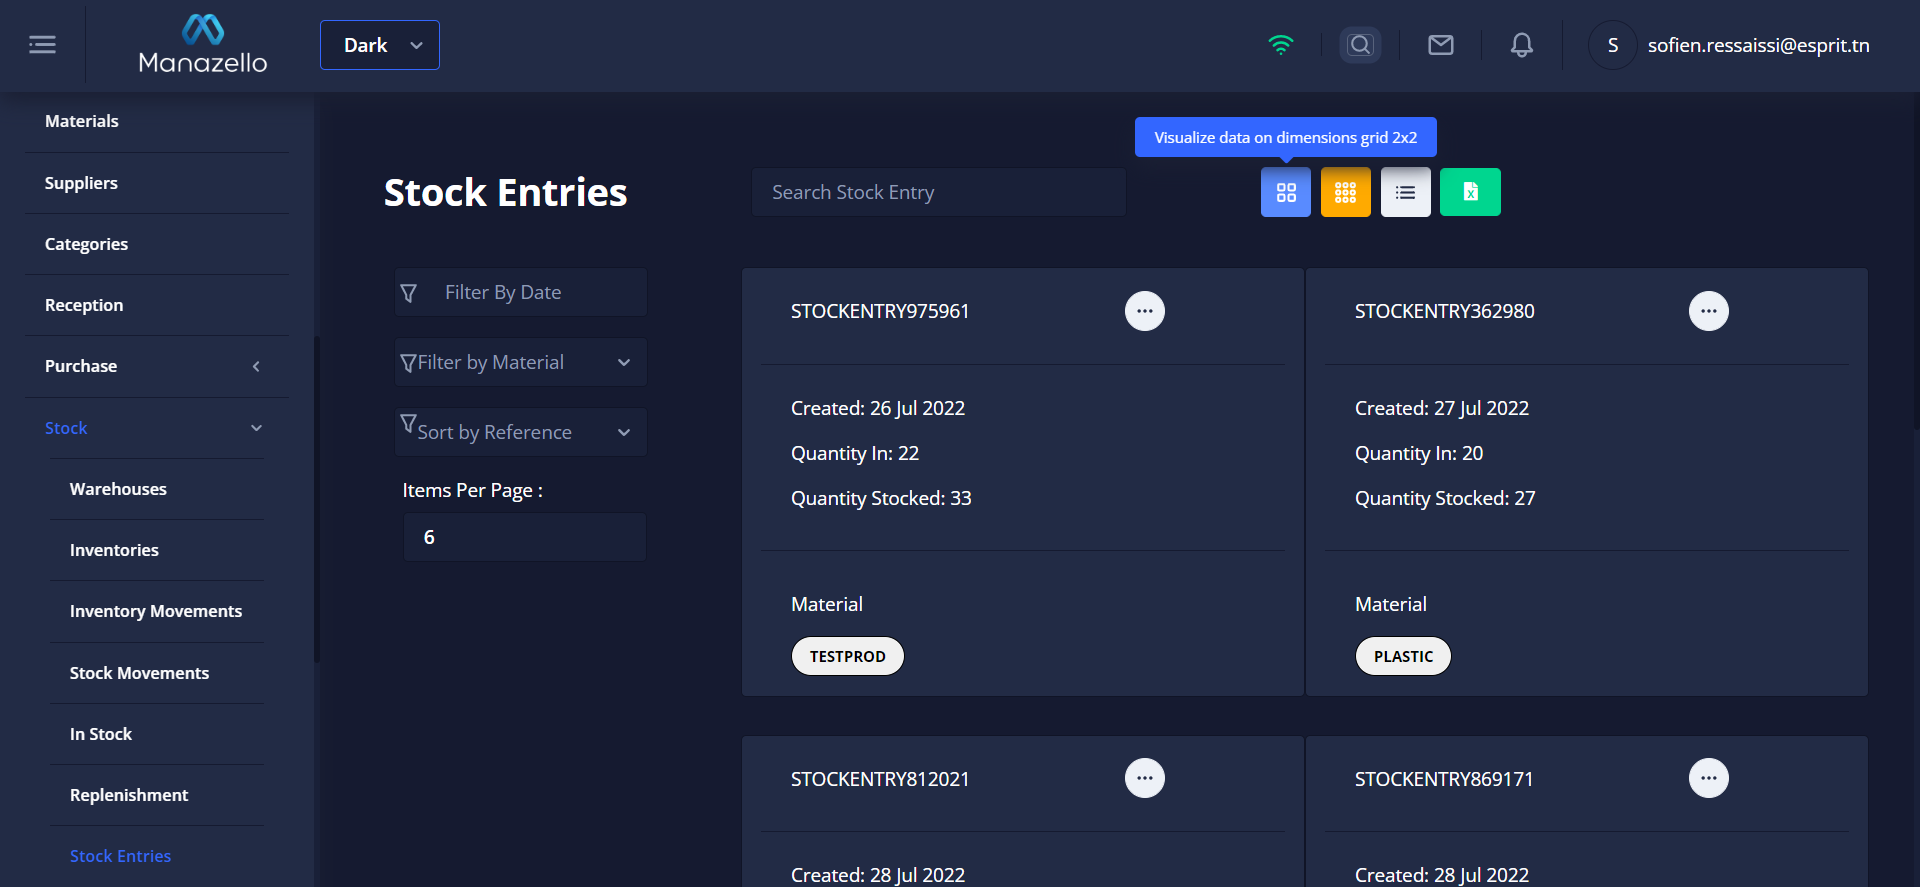 Manazello
Dark
S
sofien.ressaissi@esprit.tn
Materials
Suppliers
Categories
Reception
Purchase
Stock
Warehouses
Inventories
Inventory Movements
Stock Movements
In Stock
Replenishment
Stock Entries
Visualize data on dimensions grid 2x2
Stock Entries
Search Stock Entry
X
Filter By Date
Filter by Material
Sort by Reference
Items Per Page :
6
STOCKENTRY975961
Created: 26 Jul 2022
Quantity In: 22
Quantity Stocked: 33
Material
TESTPROD
STOCKENTRY362980
Created: 27 Jul 2022
Quantity In: 20
Quantity Stocked: 27
Material
PLASTIC
STOCKENTRY812021
Created: 28 Jul 2022
STOCKENTRY869171
Created: 28 Jul 2022